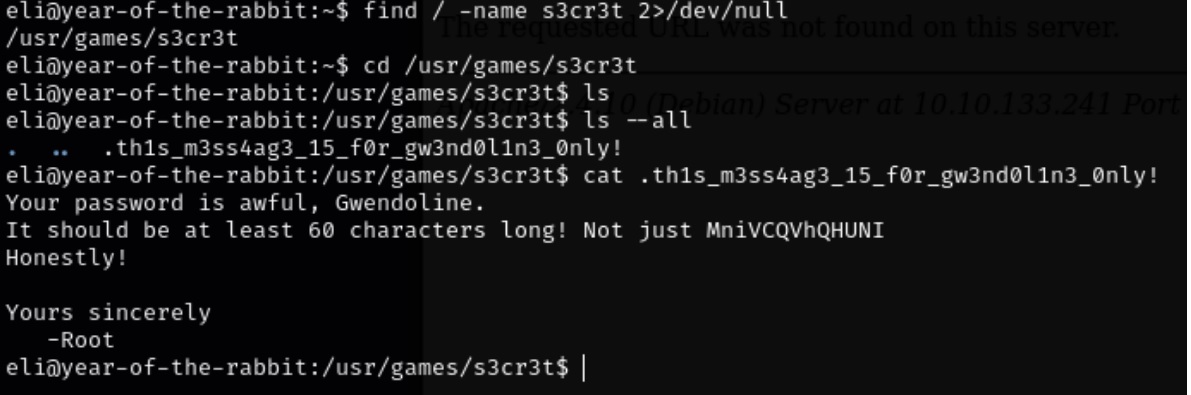 eli@year-of-the-rabbit:~$ find / -name s3cr3t 2>/dev/null
The requested URL was not found on this server.
/usr/games/s3cr3t
eli@year-of-the-rabbit:~$ cd /usr/games/s3cr3t
eli@year-of-the-rabbit:/usr/games/s3cr3t$ ls
(Debian) Server at 10.10.133.241 Port
eli@year-of-the-rabbit:/usr/games/s3cr3t$ ls --all
. .. .th1s_m3ss4ag3_15_f0r_gw3nd0l1n3_0nly!
eli@year-of-the-rabbit:/usr/games/s3cr3t$ cat .th1s_m3ss4ag3_15_f0r_gw3nd0l1n3_0nly!
Your password is awful, Gwendoline.
It should be at least 60 characters long! Not just MniVCQVhQHUNI
Honestly!
Yours sincerely
-Root
eli@year-of-the-rabbit:/usr/games/s3cr3t$